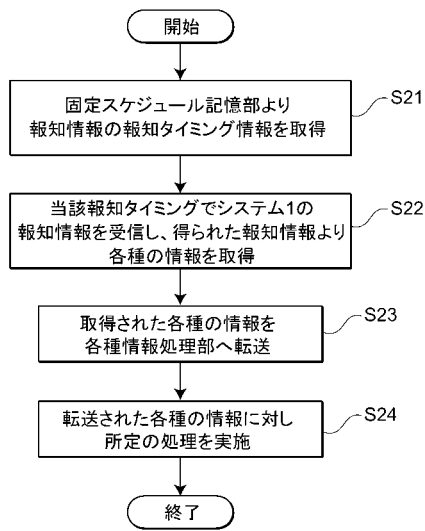 開始
固定スケジュール記憶部より
報知情報の報知タイミング情報を取得
S21
当該報知タイミングでシステム1の
報知情報を受信し、得られた報知情報より
各種の情報を取得
S22
取得された各種の情報を
各種情報処理部へ転送
S23
転送された各種の情報に対し
所定の処理を実施
S24
終了